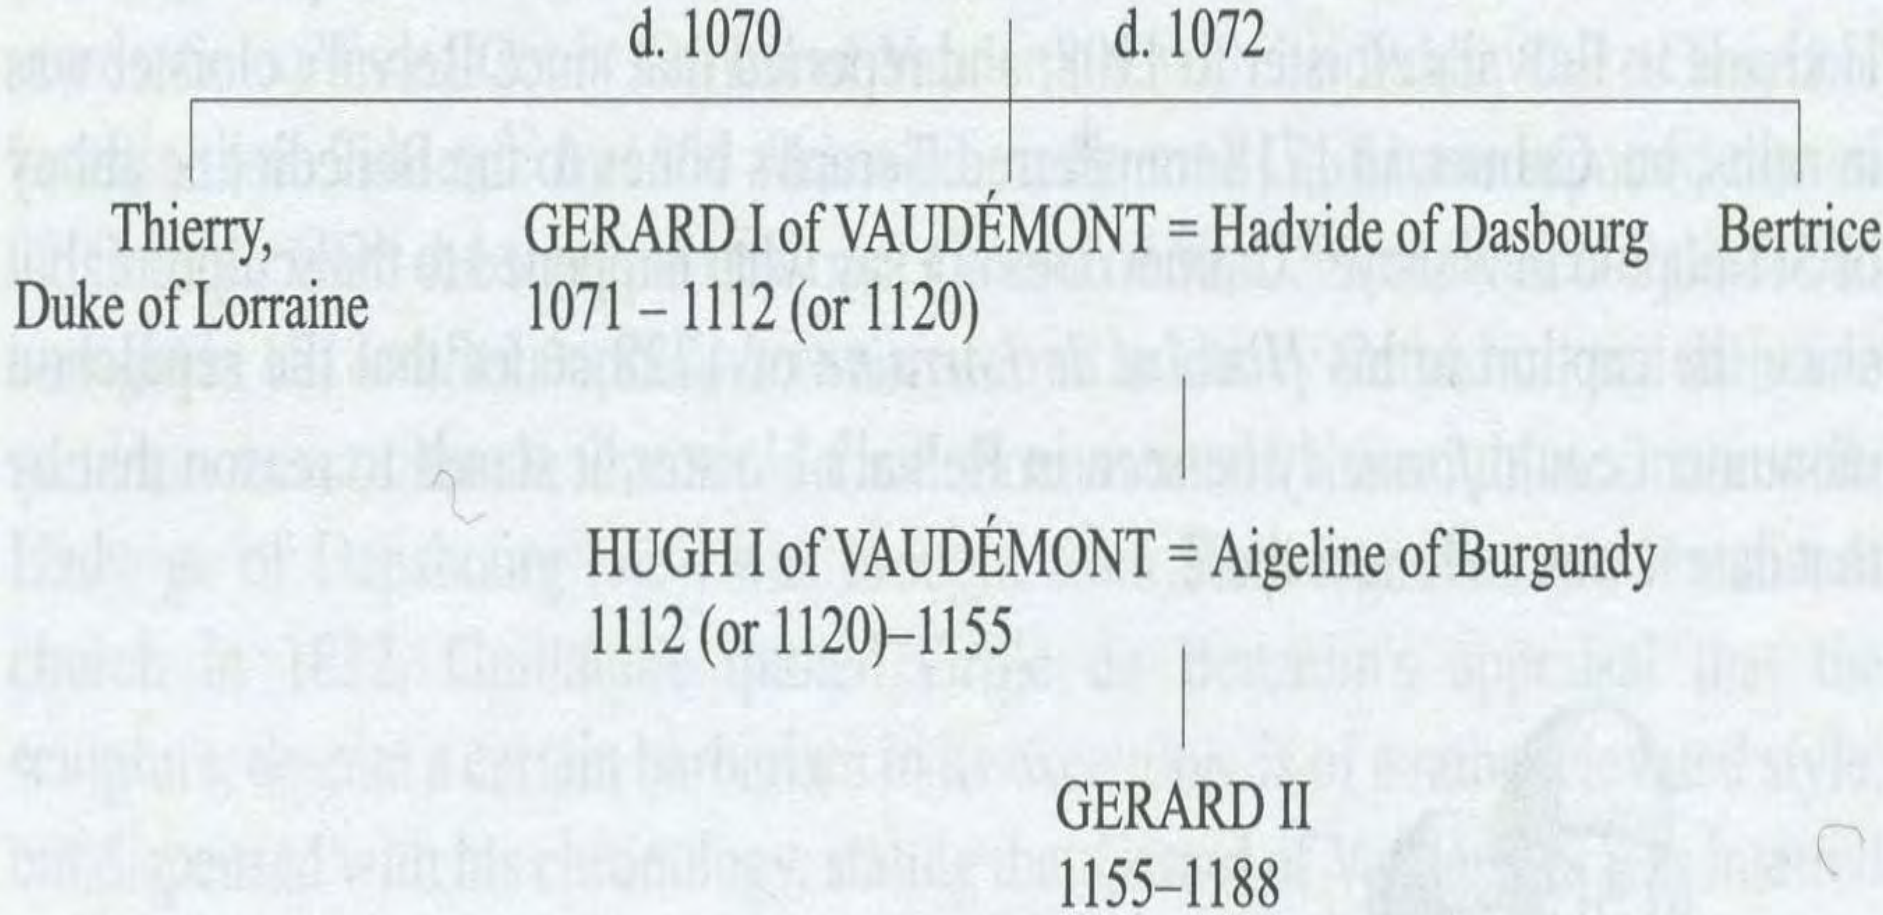 d. 1070 d. 1072
Thierry, GERARD I of VAUDÉMONT = Hadvide of Dasbourg Bertrice
Duke of Lorraine 1071 – 1112 (or 1120)
HUGH I of VAUDÉMONT = Aigeline of Burgundy
1112 (or 1120)–1155
GERARD II
1155–1188